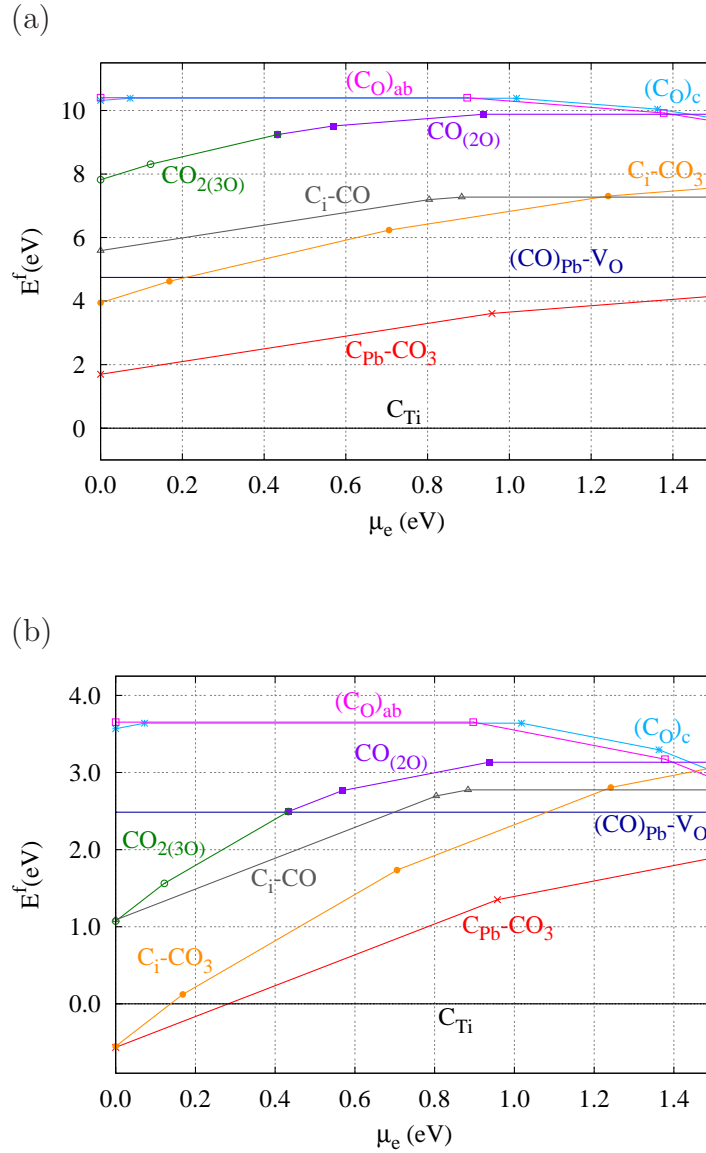 (a)
(C_O)_ab
(C_O)_c
10
CO_(2O)
8
CO_2(3O)
C_i-CO
C_i-CO_3
6
(CO)_Pb-V_O
4
E^f(eV)
C_Pb-CO_3
2
C_Ti
0
0.0 0.2 0.4 0.6 0.8 1.0 1.2 1.4
μ_e (eV)
(b)
4.0
(C_O)_ab
(C_O)_c
CO_(2O)
3.0
(CO)_Pb-V_O
CO_2(3O)
2.0
C_i-CO
E^f(eV)
1.0
C_i-CO_3
C_Pb-CO_3
0.0
C_Ti
0.0 0.2 0.4 0.6 0.8 1.0 1.2 1.4
μ_e (eV)